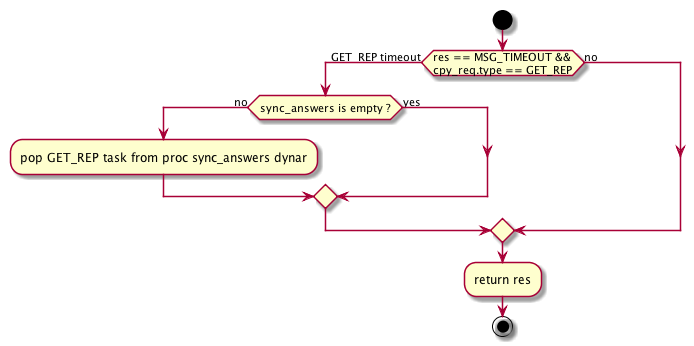 GET_REP timeout
res == MSG_TIMEOUT &&
cpy_req.type == GET_REP
no
no
sync_answers is empty ?
yes
pop GET_REP task from proc sync_answers dynar
return res